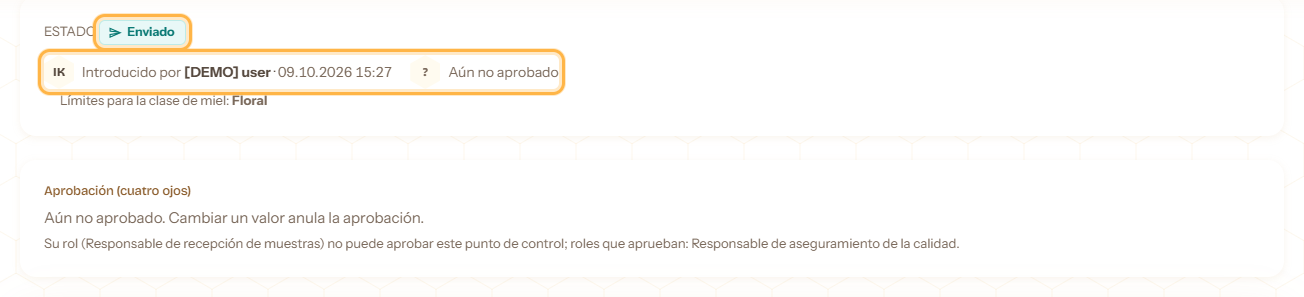 ESTADO Enviado
IK Introducido por [DEMO] user · 09.10.2026 15:27 ? Aún no aprobado
Límites para la clase de miel: Floral
Aprobación (cuatro ojos)
Aún no aprobado. Cambiar un valor anula la aprobación.
Su rol (Responsable de recepción de muestras) no puede aprobar este punto de control; roles que aprueban: Responsable de aseguramiento de la calidad.